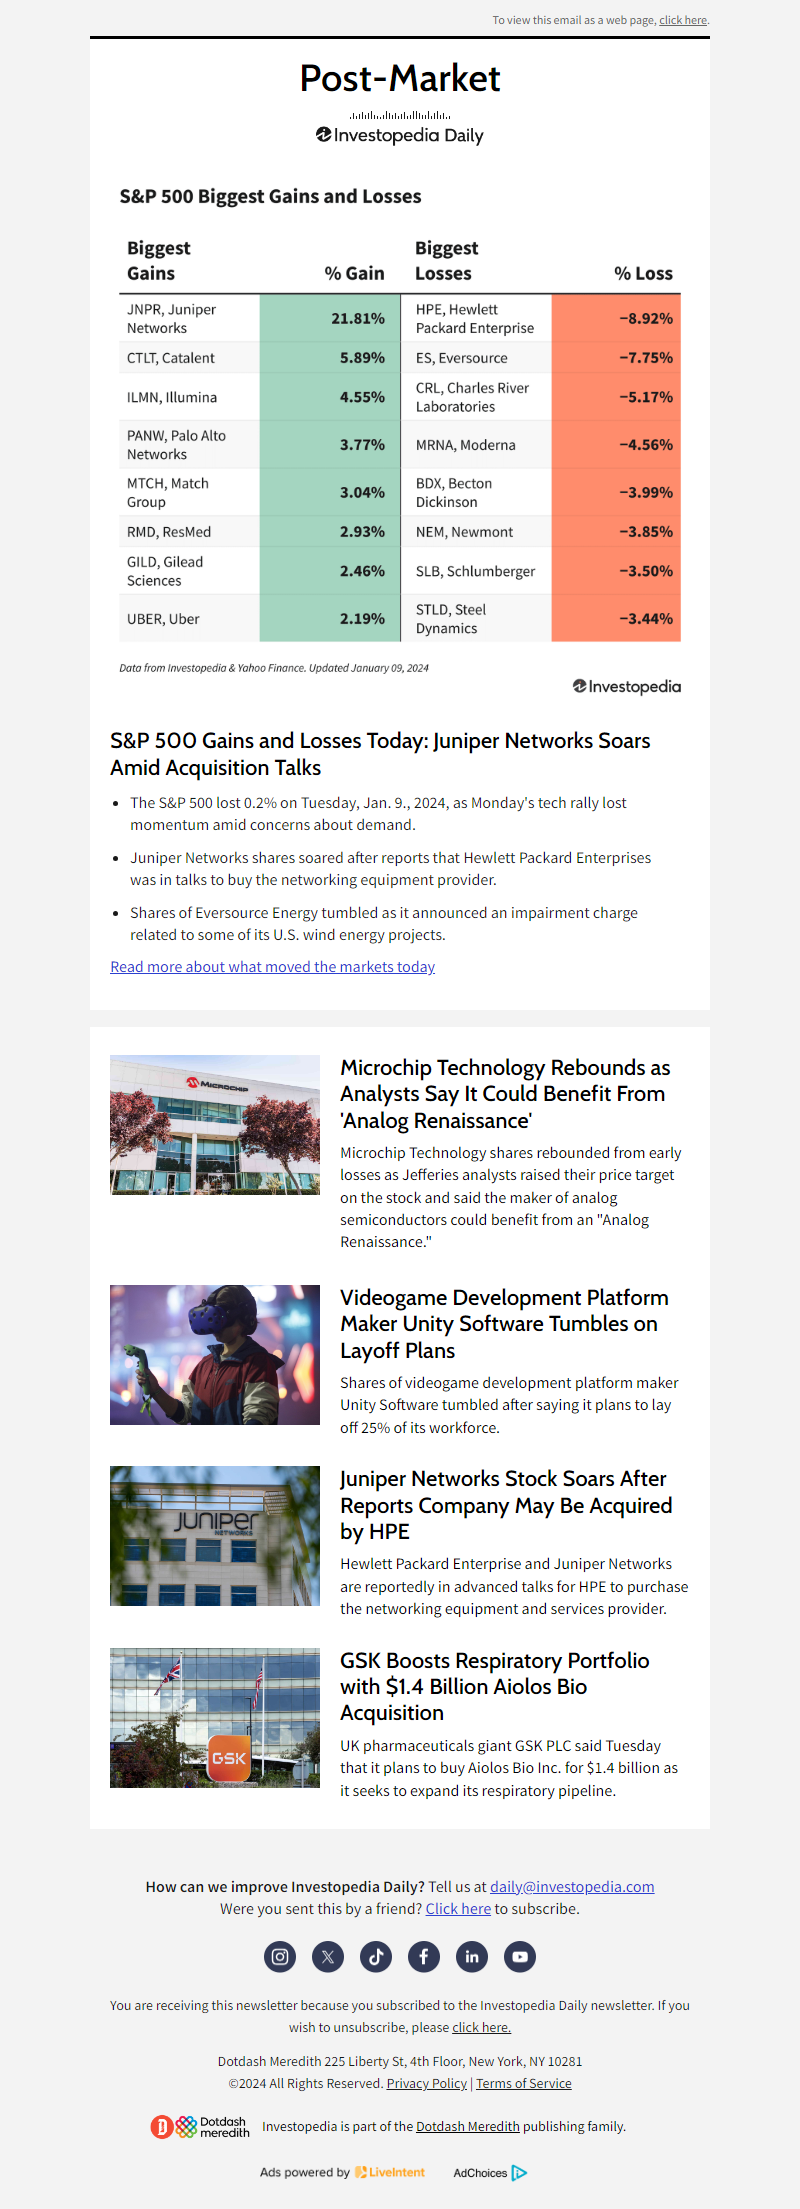 To view this email as a web page, click here.
Post-Market
Investopedia Daily
S&P 500 Biggest Gains and Losses
Biggest Gains % Gain Biggest Losses % Loss
JNPR, Juniper Networks 21.81% HPE, Hewlett Packard Enterprise −8.92%
CTLT, Catalent 5.89% ES, Eversource −7.75%
ILMN, Illumina 4.55% CRL, Charles River Laboratories −5.17%
PANW, Palo Alto Networks 3.77% MRNA, Moderna −4.56%
MTCH, Match Group 3.04% BDX, Becton Dickinson −3.99%
RMD, ResMed 2.93% NEM, Newmont −3.85%
GILD, Gilead Sciences 2.46% SLB, Schlumberger −3.50%
UBER, Uber 2.19% STLD, Steel Dynamics −3.44%
Data from Investopedia & Yahoo Finance. Updated January 09, 2024
Investopedia
S&P 500 Gains and Losses Today: Juniper Networks Soars
Amid Acquisition Talks
• The S&P 500 lost 0.2% on Tuesday, Jan. 9., 2024, as Monday's tech rally lost
momentum amid concerns about demand.
• Juniper Networks shares soared after reports that Hewlett Packard Enterprises
was in talks to buy the networking equipment provider.
• Shares of Eversource Energy tumbled as it announced an impairment charge
related to some of its U.S. wind energy projects.
Read more about what moved the markets today
MICROCHIP
Microchip Technology Rebounds as
Analysts Say It Could Benefit From
'Analog Renaissance'
Microchip Technology shares rebounded from early
losses as Jefferies analysts raised their price target
on the stock and said the maker of analog
semiconductors could benefit from an "Analog
Renaissance."
Videogame Development Platform
Maker Unity Software Tumbles on
Layoff Plans
Shares of videogame development platform maker
Unity Software tumbled after saying it plans to lay
off 25% of its workforce.
JUNIPER
NETWORKS
Juniper Networks Stock Soars After
Reports Company May Be Acquired
by HPE
Hewlett Packard Enterprise and Juniper Networks
are reportedly in advanced talks for HPE to purchase
the networking equipment and services provider.
GSK
GSK Boosts Respiratory Portfolio
with $1.4 Billion Aiolos Bio
Acquisition
UK pharmaceuticals giant GSK PLC said Tuesday
that it plans to buy Aiolos Bio Inc. for $1.4 billion as
it seeks to expand its respiratory pipeline.
How can we improve Investopedia Daily? Tell us at daily@investopedia.com
Were you sent this by a friend? Click here to subscribe.
You are receiving this newsletter because you subscribed to the Investopedia Daily newsletter. If you
wish to unsubscribe, please click here.
Dotdash Meredith 225 Liberty St, 4th Floor, New York, NY 10281
©2024 All Rights Reserved. Privacy Policy | Terms of Service
Dotdash
meredith
Investopedia is part of the Dotdash Meredith publishing family.
Ads powered by LiveIntent AdChoices